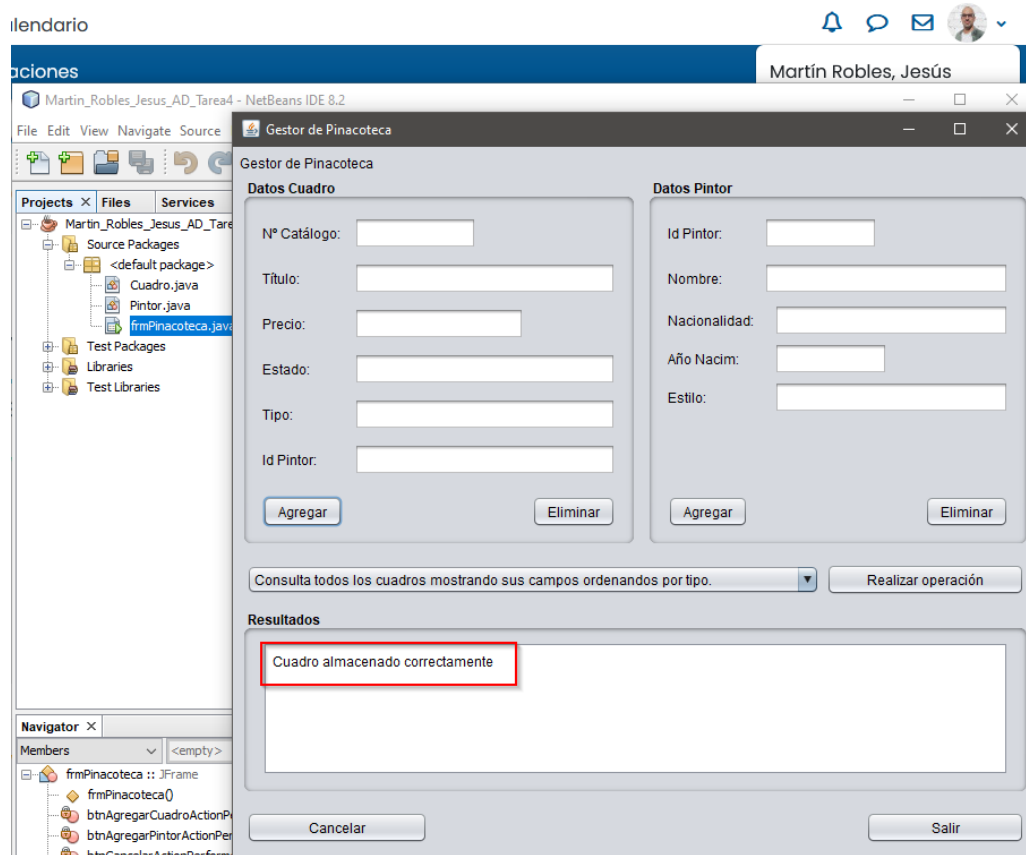 lendario
aciones
Martín Robles, Jesús
Martin_Robles_Jesus_AD_Tarea4 - NetBeans IDE 8.2
File Edit View Navigate Source
Projects Files Services
Martin_Robles_Jesus_AD_Tare
Source Packages
<default package>
Cuadro.java
Pintor.java
frmPinacoteca.java
Test Packages
Libraries
Test Libraries
Navigator
Members
<empty>
frmPinacoteca :: JFrame
frmPinacoteca()
btnAgregarCuadroActionPe
btnAgregarPintorActionPer
btnCancelarActionPerform
Gestor de Pinacoteca
Gestor de Pinacoteca
Datos Cuadro
Nº Catálogo:
Título:
Precio:
Estado:
Tipo:
Id Pintor:
Agregar
Eliminar
Datos Pintor
Id Pintor:
Nombre:
Nacionalidad:
Año Nacim:
Estilo:
Agregar
Eliminar
Consulta todos los cuadros mostrando sus campos ordenandos por tipo.
Realizar operación
Resultados
Cuadro almacenado correctamente
Cancelar
Salir